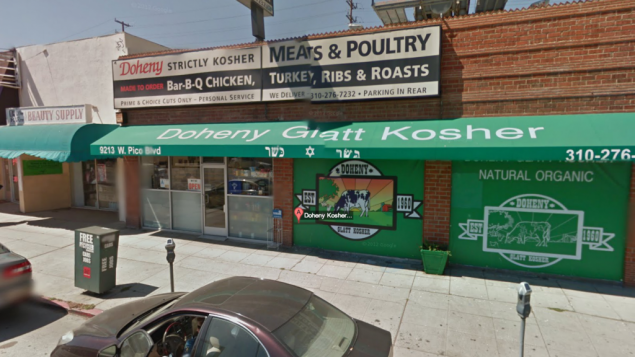 Doheny STRICTLY KOSHER
MADE TO ORDER BAR-B-Q CHICKEN,
PRIME & CHOICE CUTS ONLY - PERSONAL SERVICE
MEATS & POULTRY
TURKEY, RIBS & ROASTS
WE DELIVER 310-276-7232 • PARKING IN REAR
BEAUTY SUPPLY
Doheny Glatt Kosher
9213 W. Pico Blvd
כשר ✡ כשר
310-276-
NATURAL ORGANIC
DOHENY
EST
GLATT KOSHER
DOHENY
EST
GLATT KOSHER
Doheny Kosher...
FREE